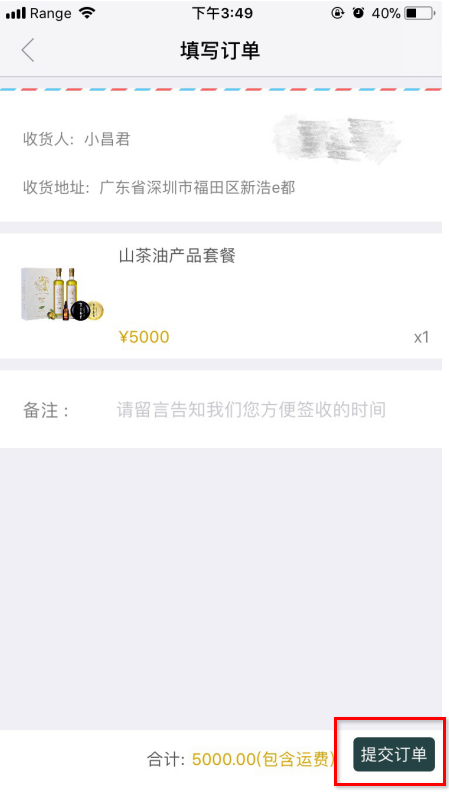 Range 下午3:49 40%
填写订单
收货人: 小昌君
收货地址: 广东省深圳市福田区新浩e都
山茶油产品套餐
¥5000 x1
备注 : 请留言告知我们您方便签收的时间
合计: 5000.00(包含运费) 提交订单